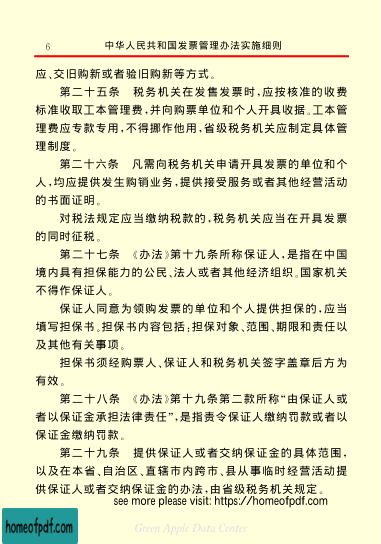 6 中华人民共和国发票管理办法实施细则
应、交旧购新或者验旧购新等方式。
第二十五条 税务机关在发售发票时,应按核准的收费
标准收取工本管理费,并向购票单位和个人开具收据。工本管
理费应专款专用,不得挪作他用,省级税务机关应制定具体管
理制度。
第二十六条 凡需向税务机关申请开具发票的单位和个
人,均应提供发生购销业务,提供接受服务或者其他经营活动
的书面证明。
对税法规定应当缴纳税款的,税务机关应当在开具发票
的同时征税。
第二十七条 《办法》第十九条所称保证人,是指在中国
境内具有担保能力的公民、法人或者其他经济组织。国家机关
不得作保证人。
保证人同意为领购发票的单位和个人提供担保的,应当
填写担保书。担保书内容包括:担保对象、范围、期限和责任以
及其他有关事项。
担保书须经购票人、保证人和税务机关签字盖章后方为
有效。
第二十八条 《办法》第十九条第二款所称“由保证人或
者以保证金承担法律责任”,是指责令保证人缴纳罚款或者以
保证金缴纳罚款。
第二十九条 提供保证人或者交纳保证金的具体范围,
以及在本省、自治区、直辖市内跨市、县从事临时经营活动提
供保证人或者交纳保证金的办法,由省级税务机关规定。
see more please visit: https://homeofpdf.com
homeofpdf.com
Green Apple Data Center